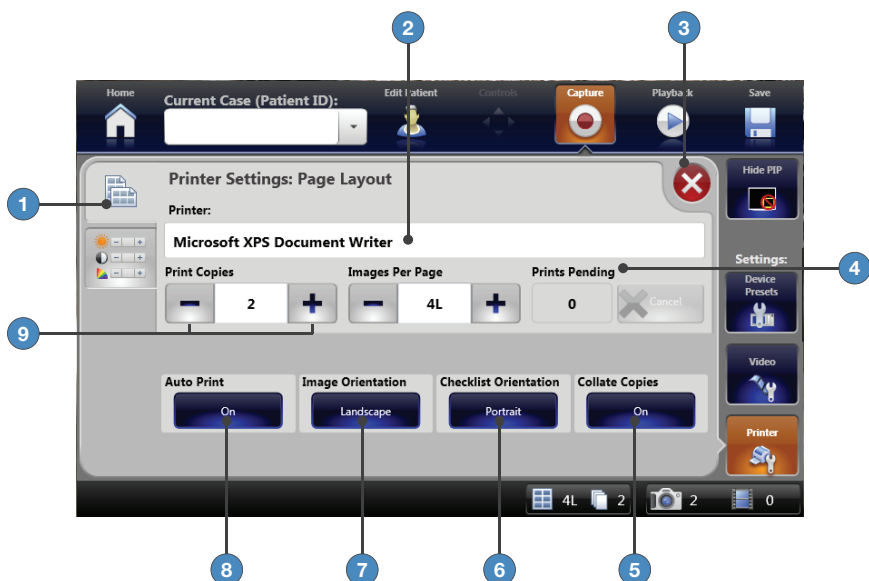 2
3
Home
Current Case (Patient ID):
Edit Patient
Controls
Capture
Playback
Save
1
Printer Settings: Page Layout
Hide PIP
Printer:
Microsoft XPS Document Writer
Print Copies
Images Per Page
Prints Pending
4
Settings:
Device
Presets
2
4L
0
Cancel
9
Video
Auto Print
Image Orientation
Checklist Orientation
Collate Copies
On
Landscape
Portrait
On
Printer
4L
2
2
0
8
7
6
5